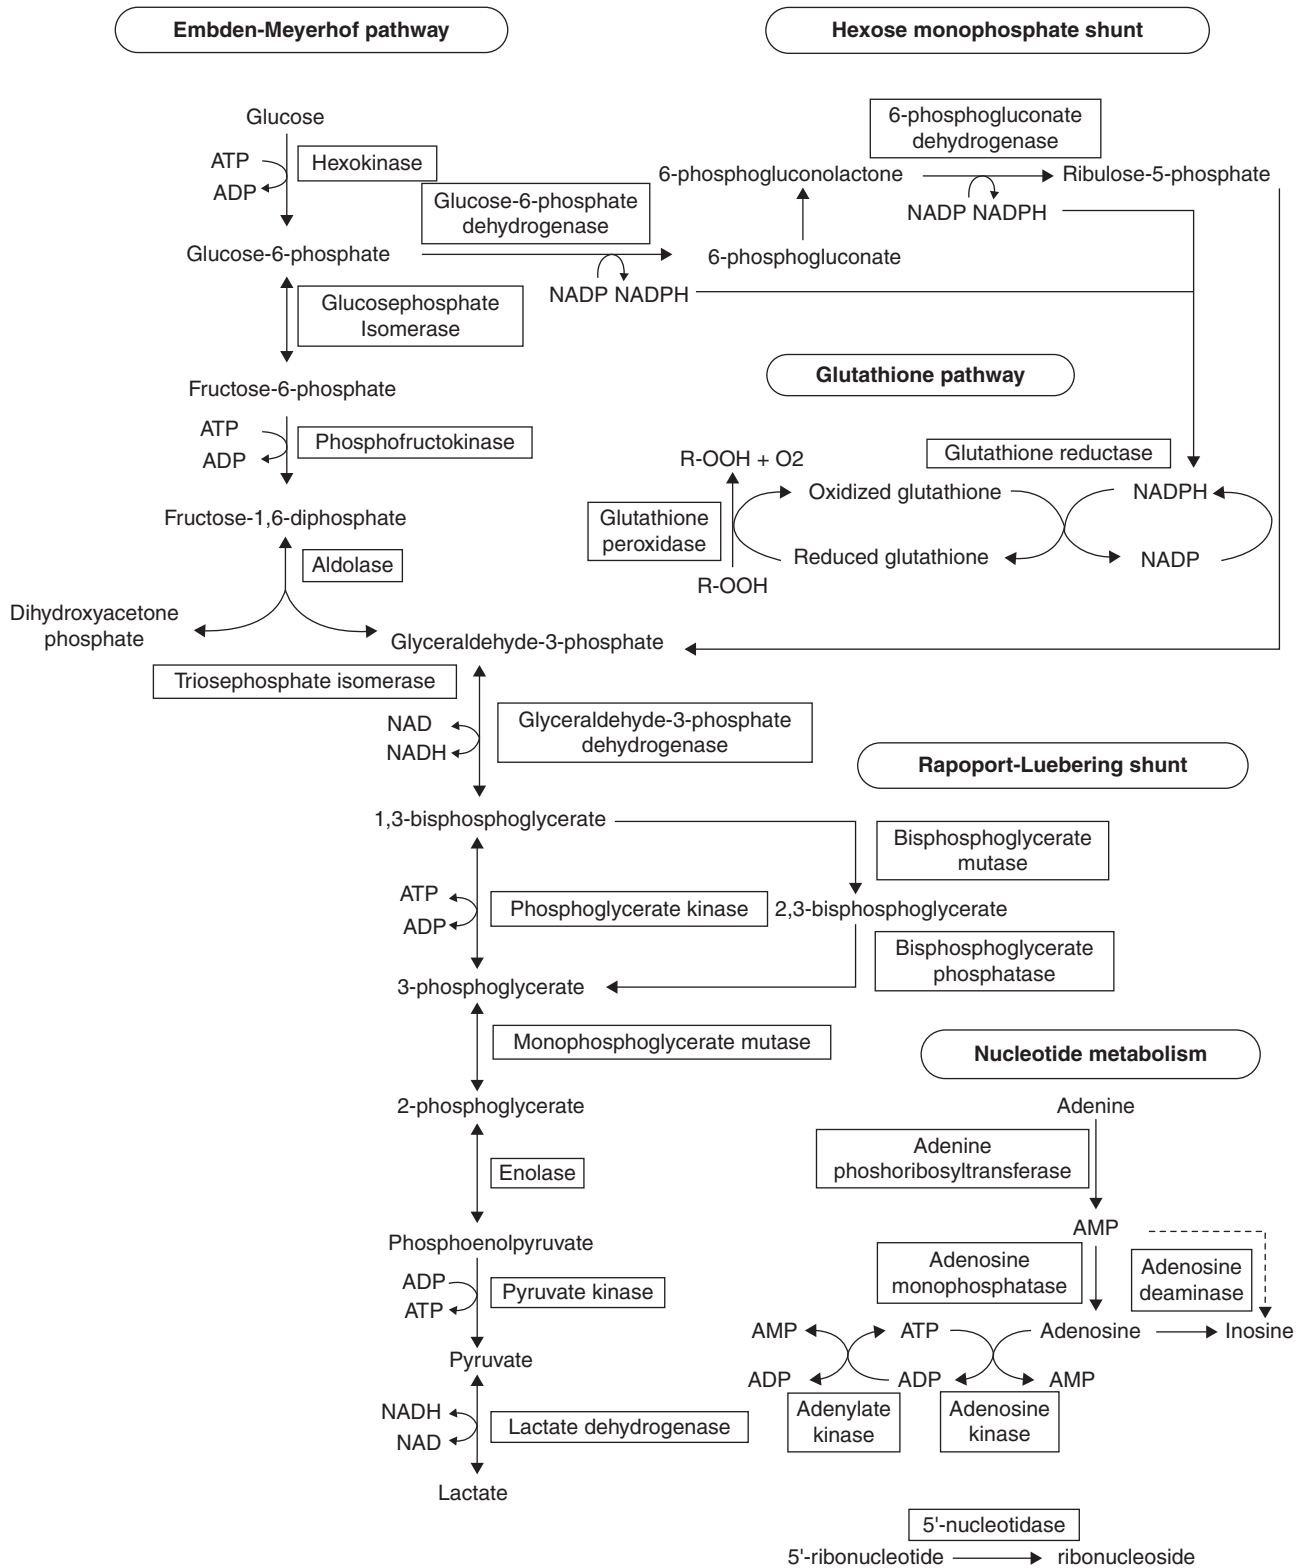 Embden-Meyerhof pathway
Hexose monophosphate shunt
Glucose
ATP
ADP
Hexokinase
Glucose-6-phosphate
dehydrogenase
6-phosphogluconate
dehydrogenase
6-phosphogluconolactone
Ribulose-5-phosphate
NADP NADPH
Glucose-6-phosphate
6-phosphogluconate
NADP NADPH
Glucosephosphate
Isomerase
Glutathione pathway
Fructose-6-phosphate
ATP
ADP
Phosphofructokinase
Glutathione reductase
R-OOH + O2
Oxidized glutathione
NADPH
Glutathione
peroxidase
Reduced glutathione
NADP
R-OOH
Fructose-1,6-diphosphate
Aldolase
Dihydroxyacetone
phosphate
Glyceraldehyde-3-phosphate
Triosephosphate isomerase
NAD
NADH
Glyceraldehyde-3-phosphate
dehydrogenase
Rapoport-Luebering shunt
1,3-bisphosphoglycerate
Bisphosphoglycerate
mutase
ATP
ADP
Phosphoglycerate kinase
2,3-bisphosphoglycerate
Bisphosphoglycerate
phosphatase
3-phosphoglycerate
Monophosphoglycerate mutase
Nucleotide metabolism
2-phosphoglycerate
Adenine
Adenine
phoshoribosyltransferase
Enolase
AMP
Phosphoenolpyruvate
Adenosine
monophosphatase
Adenosine
deaminase
ADP
ATP
Pyruvate kinase
AMP
ATP
Adenosine
Inosine
Pyruvate
ADP
ADP
AMP
NADH
NAD
Lactate dehydrogenase
Adenylate
kinase
Adenosine
kinase
Lactate
5'-nucleotidase
5'-ribonucleotide
ribonucleoside